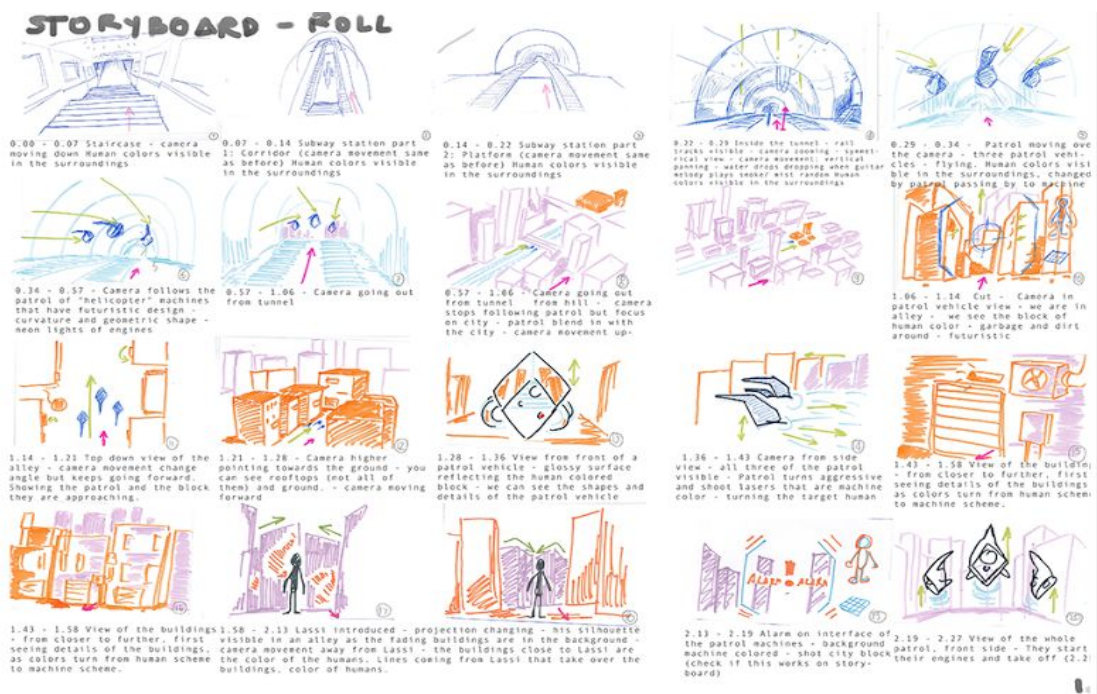 STORYBOARD - ROLL
0.00 - 0.07 Staircase - camera
moving down Human colors visible
in the surroundings
0.07 - 0.14 Subway station part
1: Corridor (camera movement same
as before) Human colors visible
in the surroundings
0.14 - 0.22 Subway station part
2: Platform (camera movement same
as before) Human colors visible
in the surroundings
0.22 - 0.29 Inside the tunnel - rail
tracks visible - camera zooming - symmet-
rical view - camera movement: vertical
panning - water drops dropping when guitar
melody plays smoker mist random Human
colors visible in the surroundings
0.29 - 0.34 - Patrol moving ove
the camera - three patrol vehi-
cles - flying. Human colors visi
ble in the surroundings, changed
by patrol passing by to machine
0.34 - 0.57 - Camera follows the
patrol of "helicopter" machines
that have futuristic design -
curvature and geometric shape -
neon lights of engines
0.57 - 1.06 - Camera going out
from tunnel
0.57 - 1.06 - Camera going out
from tunnel from hill - camera
stops following patrol but focus
on city - patrol blend in with
the city - camera movement up-
1.06 - 1.14 Cut - Camera in
patrol vehicle view - we are in
alley - we see the block of
human color - garbage and dirt
around - futuristic
1.14 - 1.21 Top down view of the
alley - camera movement change
angle but keeps going forward.
Showing the patrol and the block
they are approaching.
1.21 - 1.28 - Camera higher
pointing towards the ground - you
can see rooftops (not all of
them) and ground. - camera moving
forward
1.28 - 1.36 View from front of a
patrol vehicle - glossy surface
reflecting the human colored
block - we can see the shapes and
details of the patrol vehicle
1.36 - 1.43 Camera from side
view - all three of the patrol
visible - Patrol turns aggressive
and shoot lasers that are machine
color - turning the target human
1.43 - 1.58 View of the building
- from closer to further, first
seeing details of the buildings
as colors turn from human schem
to machine scheme.
1.43 - 1.58 View of the buildings
- from closer to further, first
seeing details of the buildings,
as colors turn from human scheme
to machine scheme.
1.58 - 2.13 Lassi introduced - projection changing - his silhouette
visible in an alley as the fading buildings are in the background -
camera movement away from Lassi - the buildings close to Lassi are
the color of the humans. Lines coming from Lassi that take over the
buildings, color of humans.
ALARM ! ALARM
2.13 - 2.19 Alarm on interface of
the patrol machines - background
machine colored - shot city block
(check if this works on story-
board)
2.19 - 2.27 View of the whole
patrol, front side - They start
their engines and take off (2.2